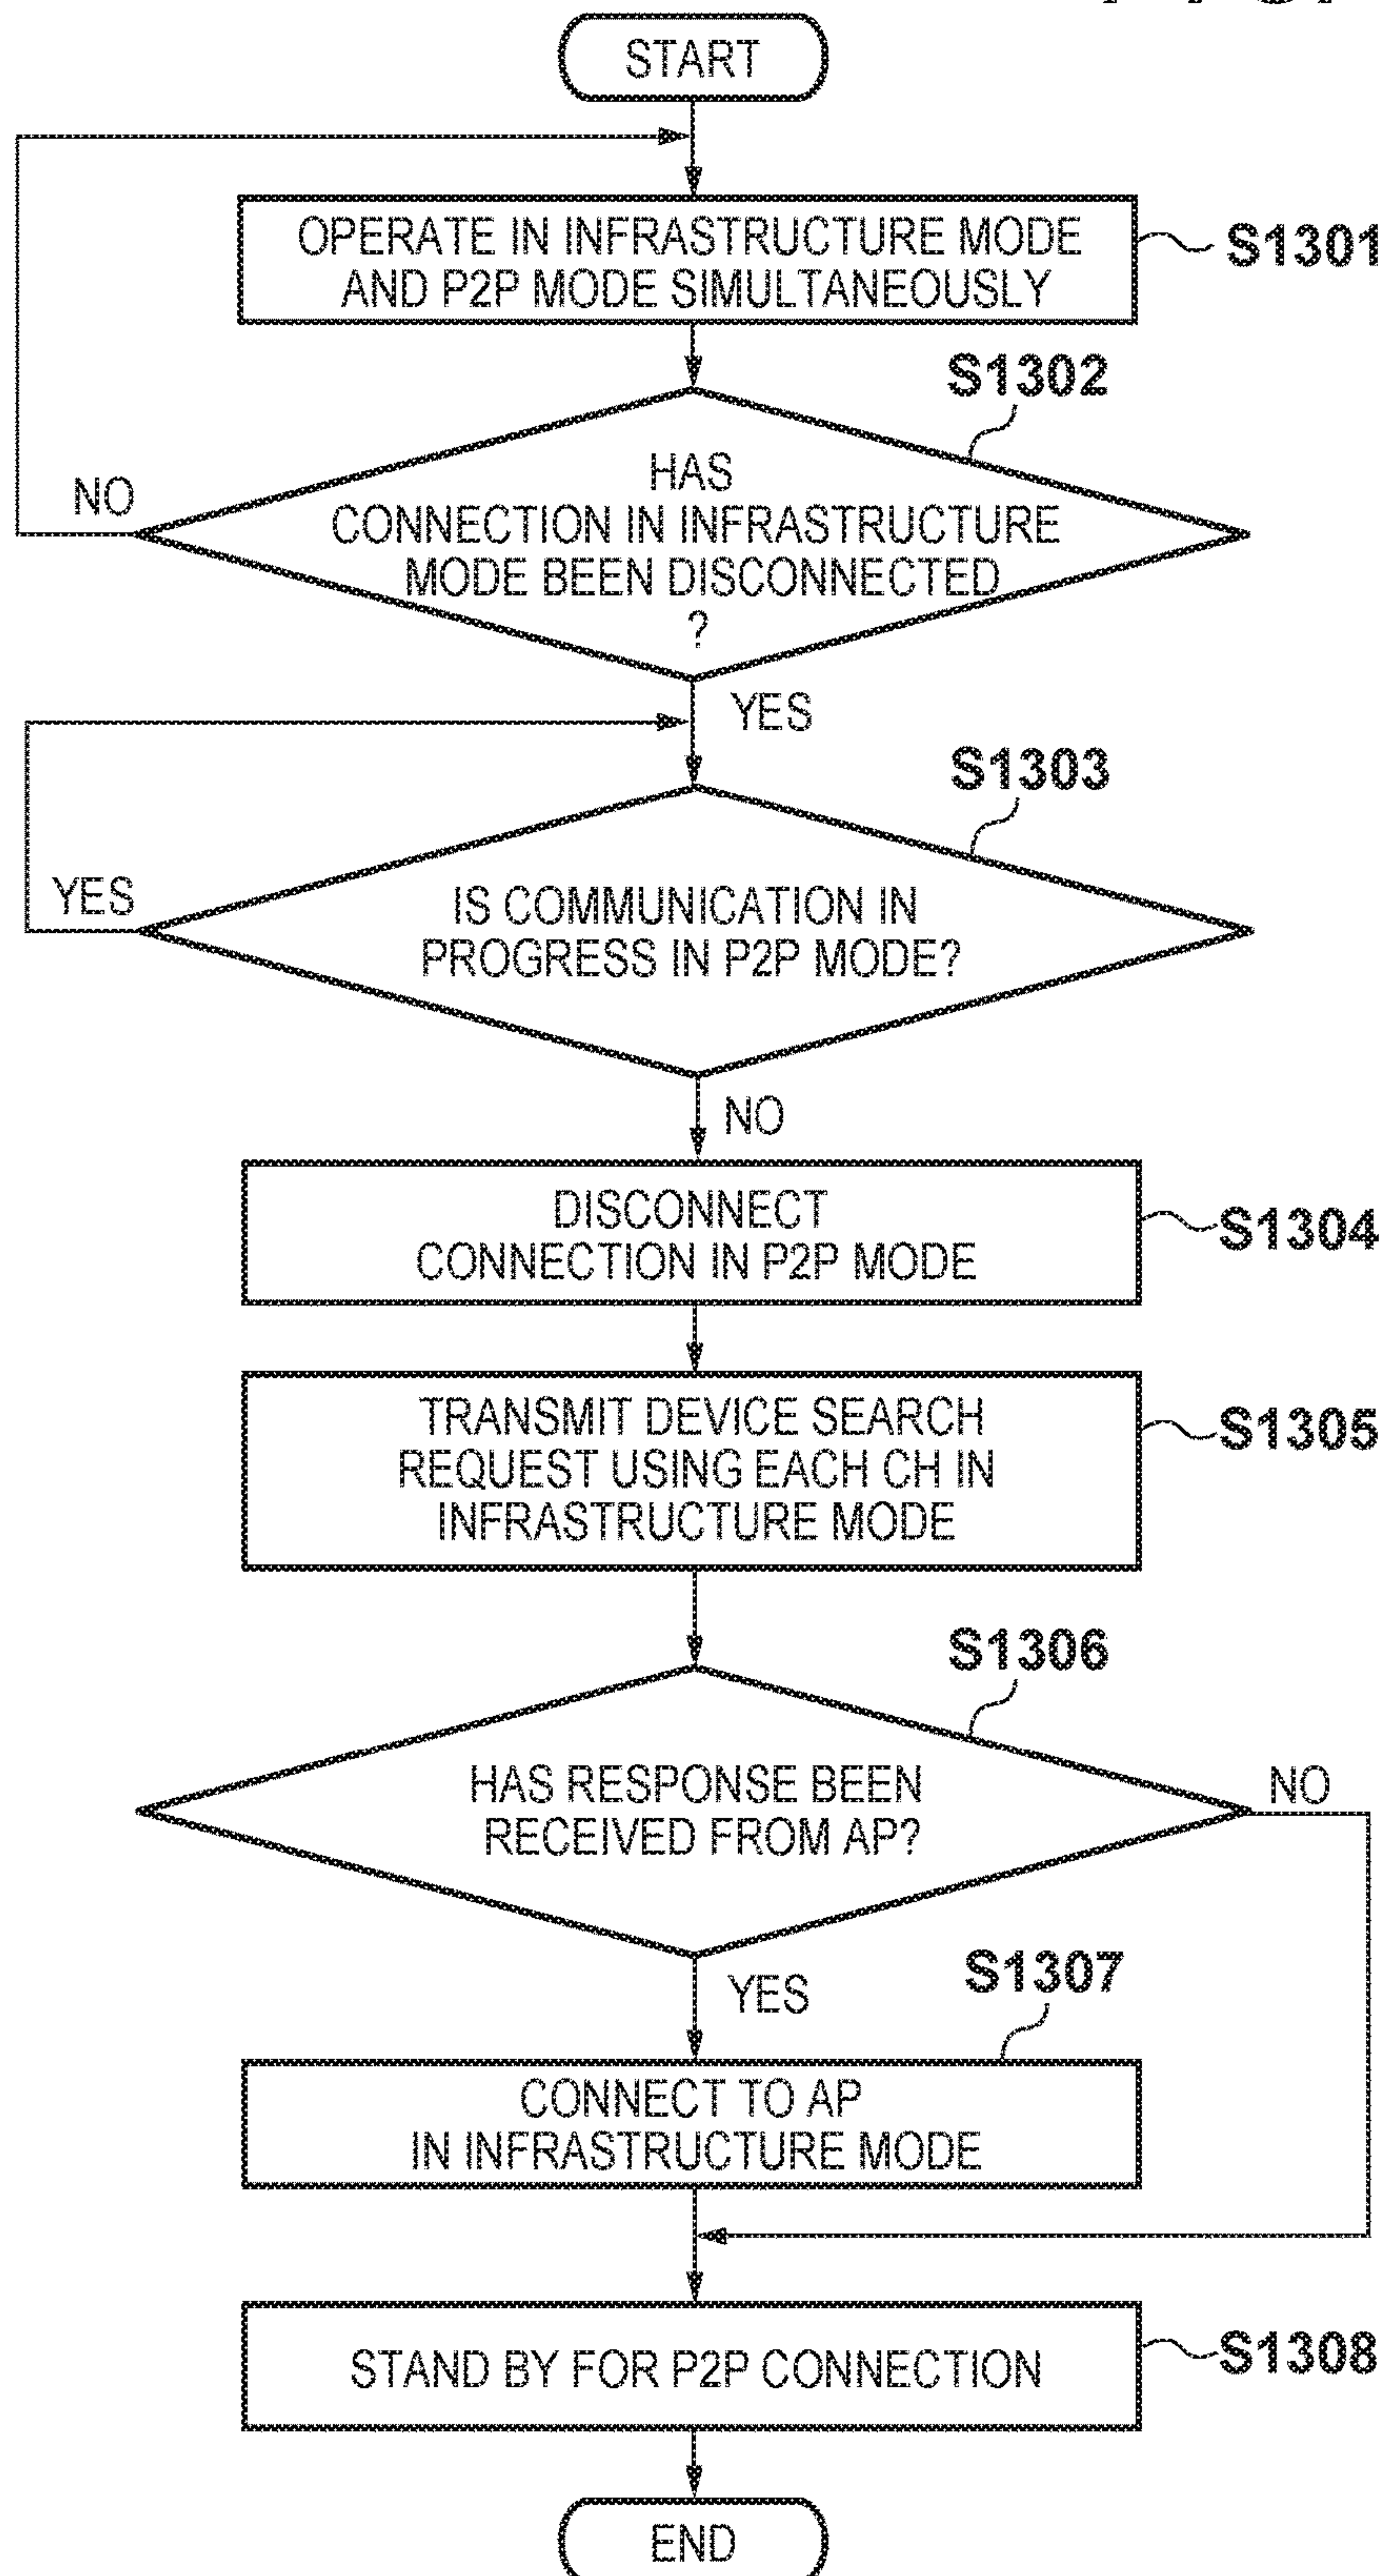 START
OPERATE IN INFRASTRUCTURE MODE
AND P2P MODE SIMULTANEOUSLY
S1301
S1302
HAS
CONNECTION IN INFRASTRUCTURE
MODE BEEN DISCONNECTED
?
NO
YES
S1303
IS COMMUNICATION IN
PROGRESS IN P2P MODE?
YES
NO
DISCONNECT
CONNECTION IN P2P MODE
S1304
TRANSMIT DEVICE SEARCH
REQUEST USING EACH CH IN
INFRASTRUCTURE MODE
S1305
S1306
HAS RESPONSE BEEN
RECEIVED FROM AP?
NO
YES
S1307
CONNECT TO AP
IN INFRASTRUCTURE MODE
STAND BY FOR P2P CONNECTION
S1308
END